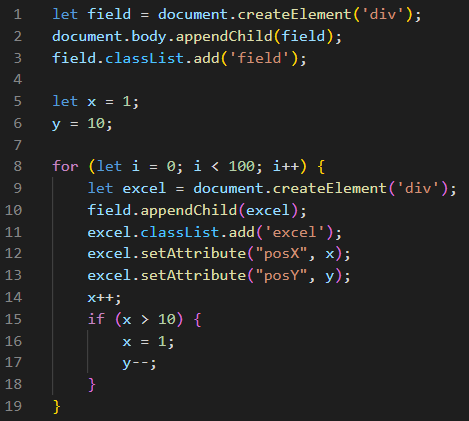 1 let field = document.createElement('div');
2 document.body.appendChild(field);
3 field.classList.add('field');
4
5 let x = 1;
6 y = 10;
7
8 for (let i = 0; i < 100; i++) {
9     let excel = document.createElement('div');
10     field.appendChild(excel);
11     excel.classList.add('excel');
12     excel.setAttribute("posX", x);
13     excel.setAttribute("posY", y);
14     x++;
15     if (x > 10) {
16         x = 1;
17         y--;
18     }
19 }